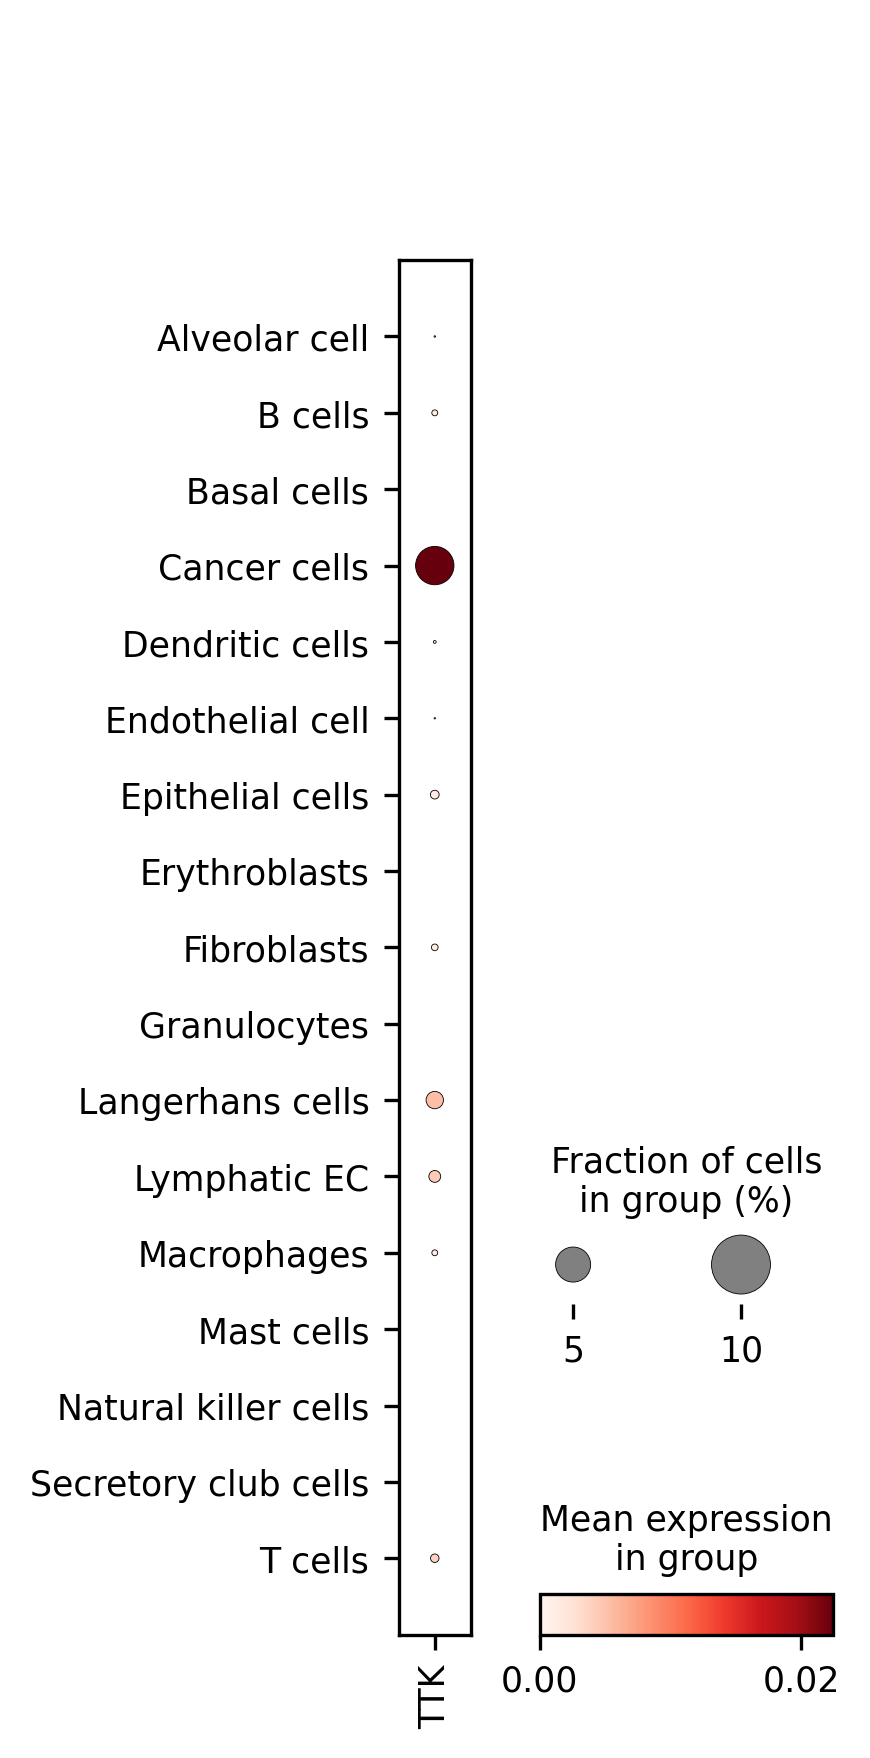 Alveolar cell
B cells
Basal cells
Cancer cells
Dendritic cells
Endothelial cell
Epithelial cells
Erythroblasts
Fibroblasts
Granulocytes
Langerhans cells
Lymphatic EC
Macrophages
Mast cells
Natural killer cells
Secretory club cells
T cells
TTK
Fraction of cells
in group (%)
5 10
Mean expression
in group
0.00 0.02